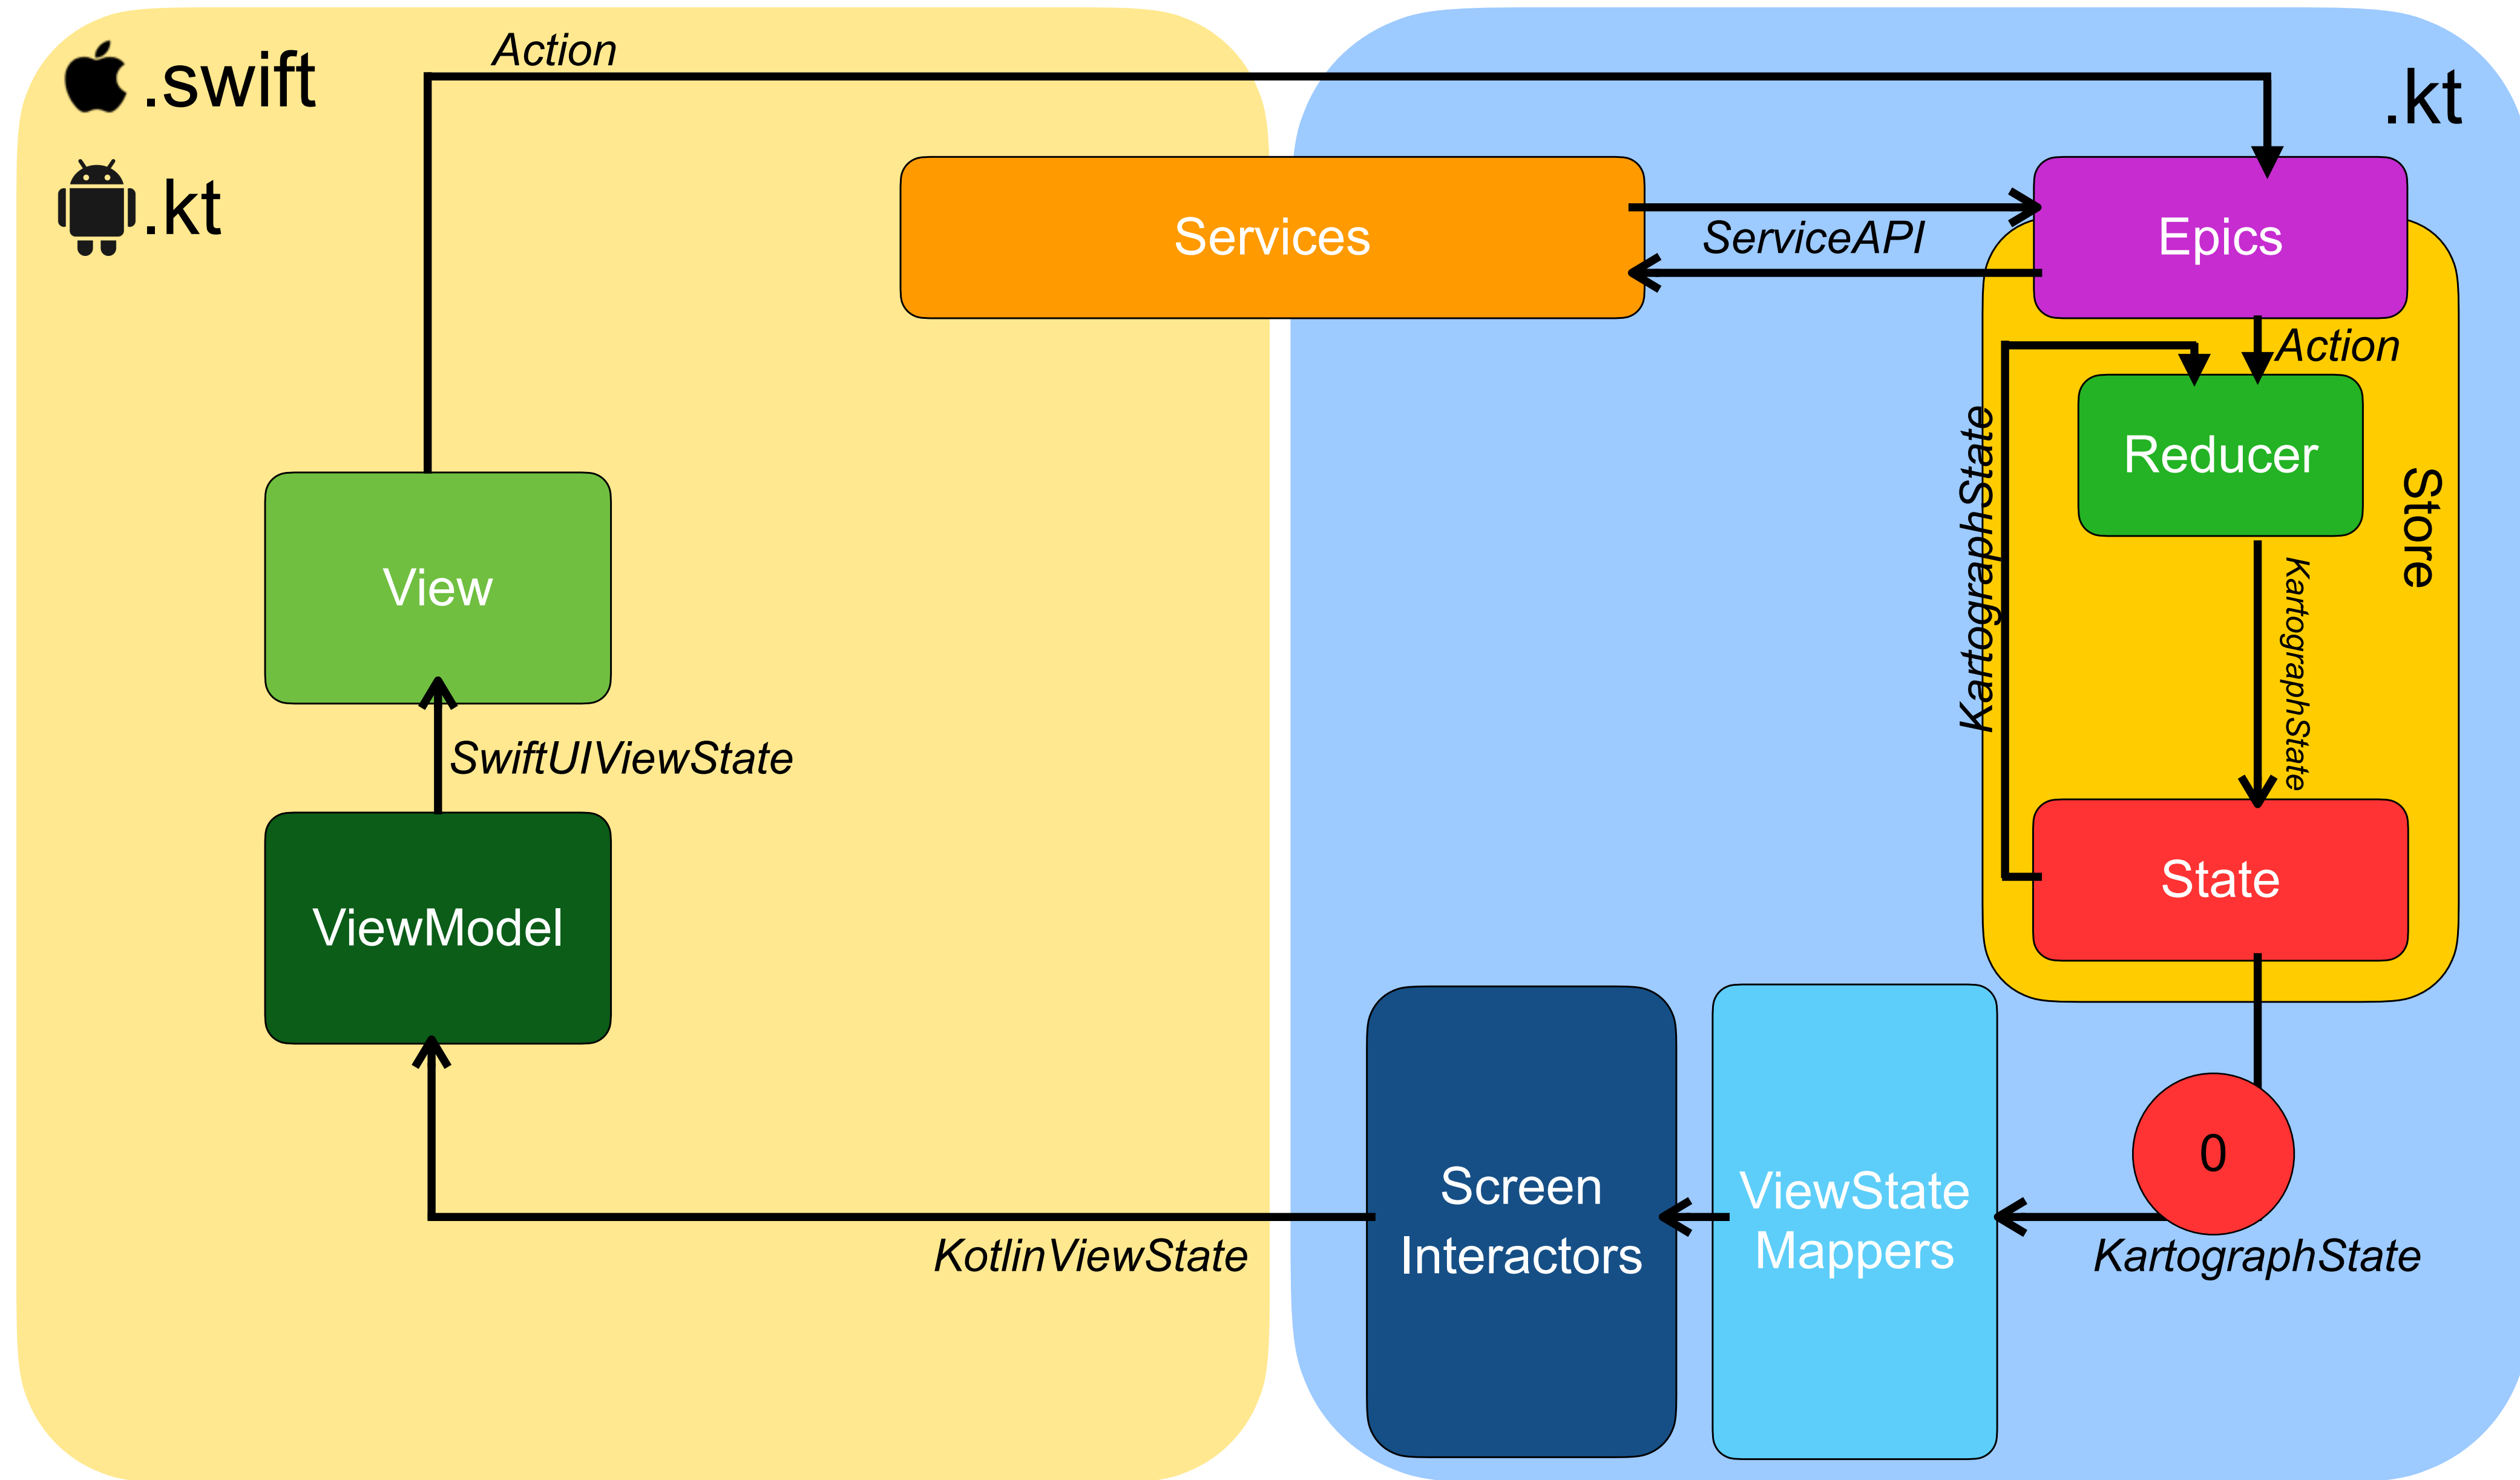 Action
.swift
.kt
.kt
Services
ServiceAPI
Epics
Action
Reducer
Store
KartographState
KartographState
View
SwiftUIViewState
ViewModel
State
0
Screen
Interactors
ViewState
Mappers
KotlinViewState
KartographState